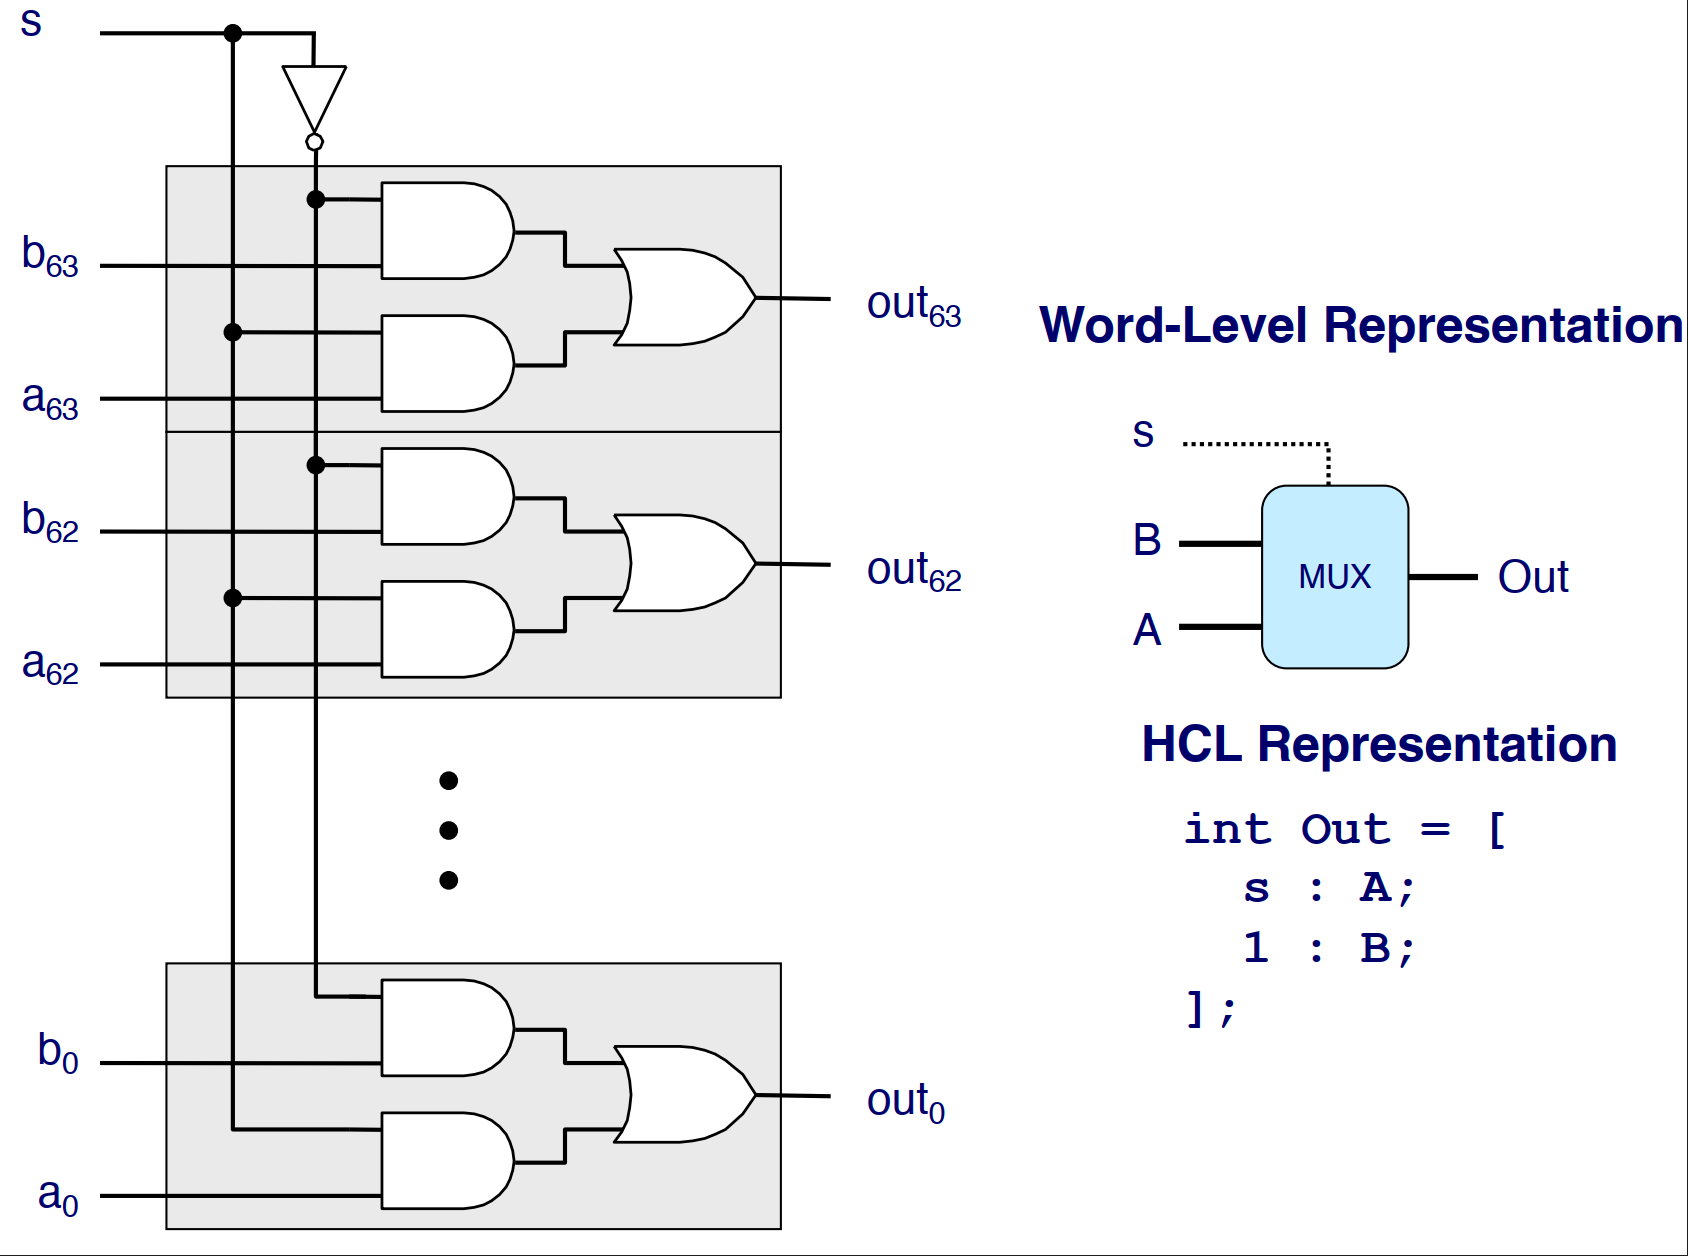 s
b63
out63
a63
b62
out62
a62
b0
out0
a0
Word-Level Representation
s
B
MUX
Out
A
HCL Representation
int Out = [
  s : A;
  1 : B;
];